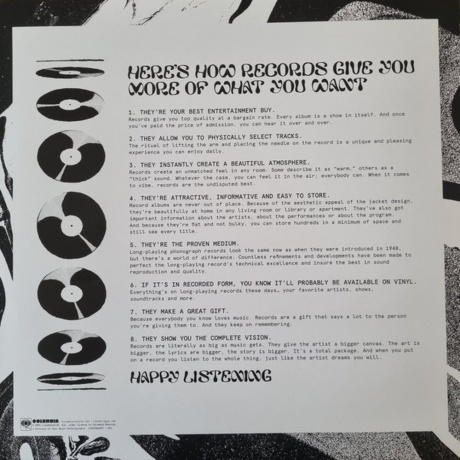 HERE'S HOW RECORDS GIVE YOU
MORE OF WHAT YOU WANT
1. THEY'RE YOUR BEST ENTERTAINMENT BUY.
Records give you top quality at a bargain rate. Every album is a show in itself. And once
you've paid the price of admission, you can hear it over and over.
2. THEY ALLOW YOU TO PHYSICALLY SELECT TRACKS.
The ritual of lifting the arm and placing the needle on the record is a unique and pleasing
experience you can enjoy daily.
3. THEY INSTANTLY CREATE A BEAUTIFUL ATMOSPHERE.
Records create an unmatched feel in any room. Some describe it as "warm," others as a
"thick" sound. Whatever the case, you can feel it in the air; everybody can. When it comes
to vibe, records are the undisputed best.
4. THEY'RE ATTRACTIVE, INFORMATIVE AND EASY TO STORE.
Record albums are never out of place. Because of the aesthetic appeal of the jacket design,
they're beautifully at home in any living room or library or apartment. They've also got
important information about the artists, about the performances or about the program.
And because they're flat and not bulky, you can store hundreds in a minimum of space and
still see every title.
5. THEY'RE THE PROVEN MEDIUM.
Long-playing phonograph records look the same now as when they were introduced in 1948,
but there's a world of difference. Countless refinements and developments have been made to
perfect the long-playing record's technical excellence and insure the best in sound
reproduction and quality.
6. IF IT'S IN RECORDED FORM, YOU KNOW IT'LL PROBABLY BE AVAILABLE ON VINYL.
Everything's on long-playing records these days… your favorite artists, shows,
soundtracks and more.
7. THEY MAKE A GREAT GIFT.
Because everybody you know loves music. Records are a gift that says a lot to the person
you're giving them to. And they keep on remembering.
8. THEY SHOW YOU THE COMPLETE VISION.
Records are literally as big as music gets. They give the artist a bigger canvas. The art is
bigger, the lyrics are bigger, the story is bigger. It's a total package. And when you put
on a record you listen to the whole thing, just like the artist dreams you will.
HAPPY LISTENING
COLUMBIA